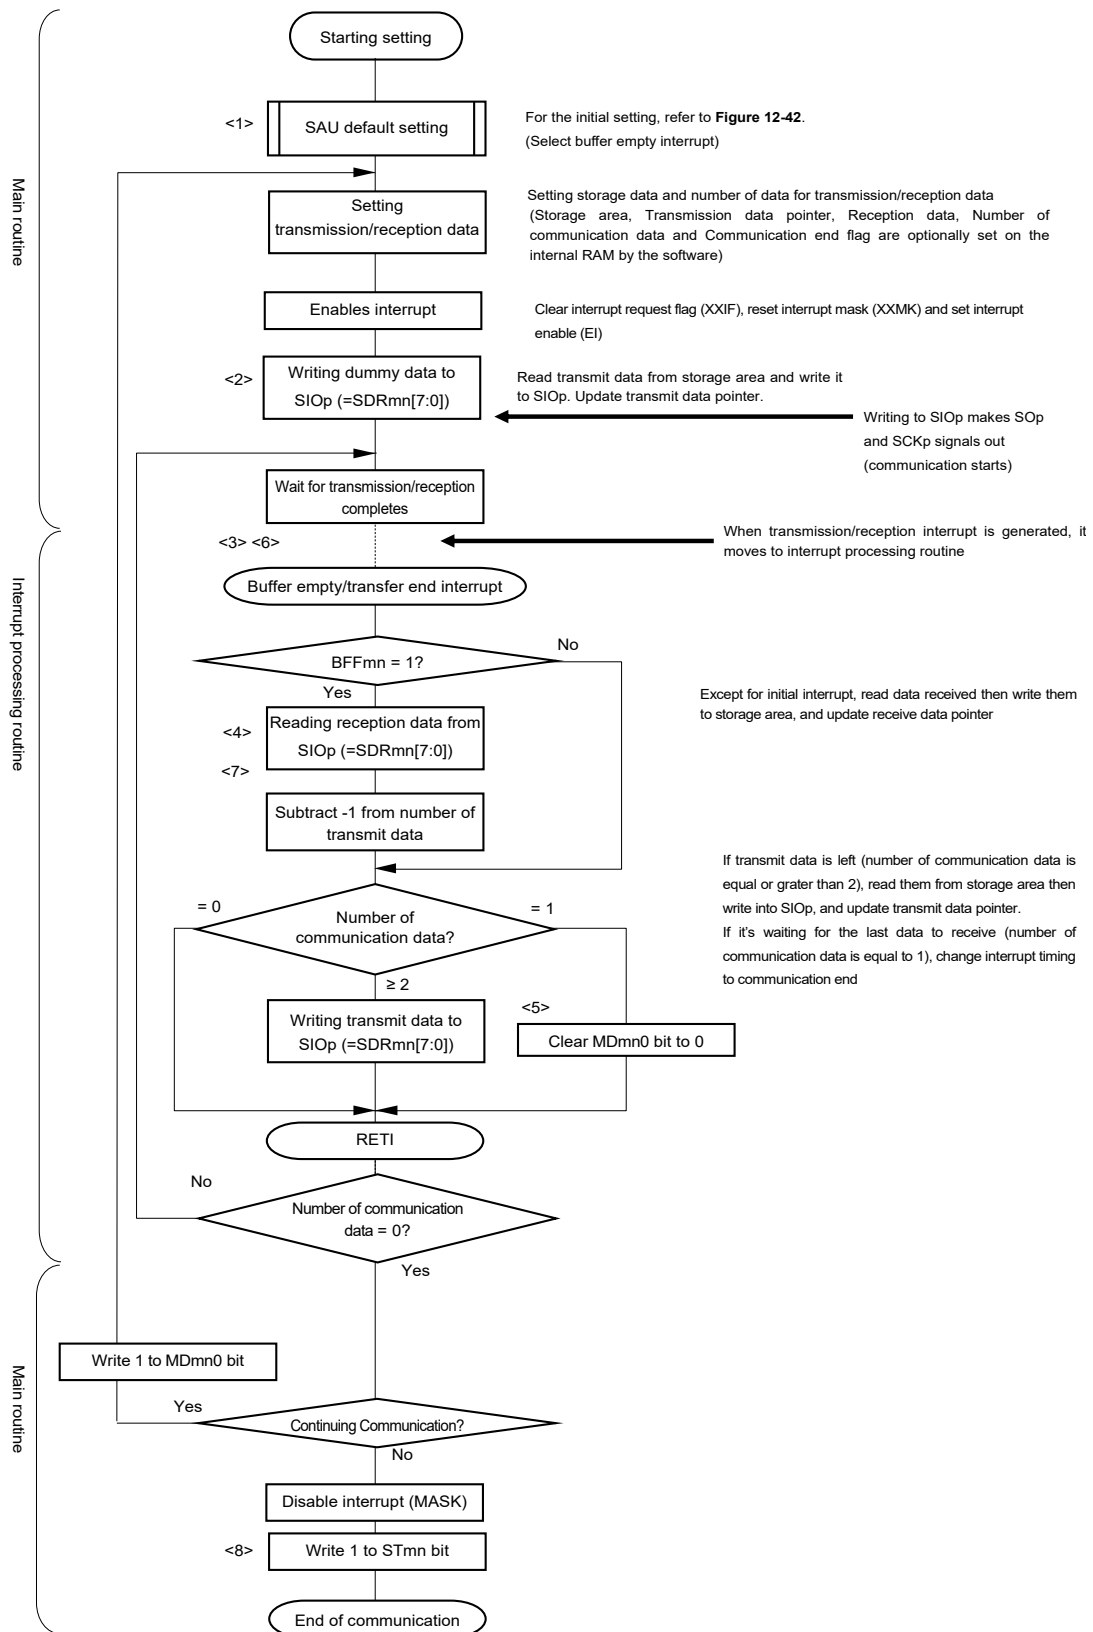 Starting setting
<1>
SAU default setting
For the initial setting, refer to Figure 12-42.
(Select buffer empty interrupt)
Main routine
Setting
transmission/reception data
Setting storage data and number of data for transmission/reception data
(Storage area, Transmission data pointer, Reception data, Number of
communication data and Communication end flag are optionally set on the
internal RAM by the software)
Enables interrupt
Clear interrupt request flag (XXIF), reset interrupt mask (XXMK) and set interrupt
enable (EI)
<2>
Writing dummy data to
SIOp (=SDRmn[7:0])
Read transmit data from storage area and write it
to SIOp. Update transmit data pointer.
Writing to SIOp makes SOp
and SCKp signals out
(communication starts)
Wait for transmission/reception
completes
<3> <6>
When transmission/reception interrupt is generated, it
moves to interrupt processing routine
Interrupt processing routine
Buffer empty/transfer end interrupt
BFFmn = 1?
No
Yes
Except for initial interrupt, read data received then write them
to storage area, and update receive data pointer
<4>
Reading reception data from
SIOp (=SDRmn[7:0])
<7>
Subtract -1 from number of
transmit data
If transmit data is left (number of communication data is
equal or grater than 2), read them from storage area then
write into SIOp, and update transmit data pointer.
If it's waiting for the last data to receive (number of
communication data is equal to 1), change interrupt timing
to communication end
= 0
Number of
communication data?
= 1
≥ 2
Writing transmit data to
SIOp (=SDRmn[7:0])
<5>
Clear MDmn0 bit to 0
RETI
No
Number of communication
data = 0?
Yes
Main routine
Write 1 to MDmn0 bit
Yes
Continuing Communication?
No
Disable interrupt (MASK)
<8>
Write 1 to STmn bit
End of communication